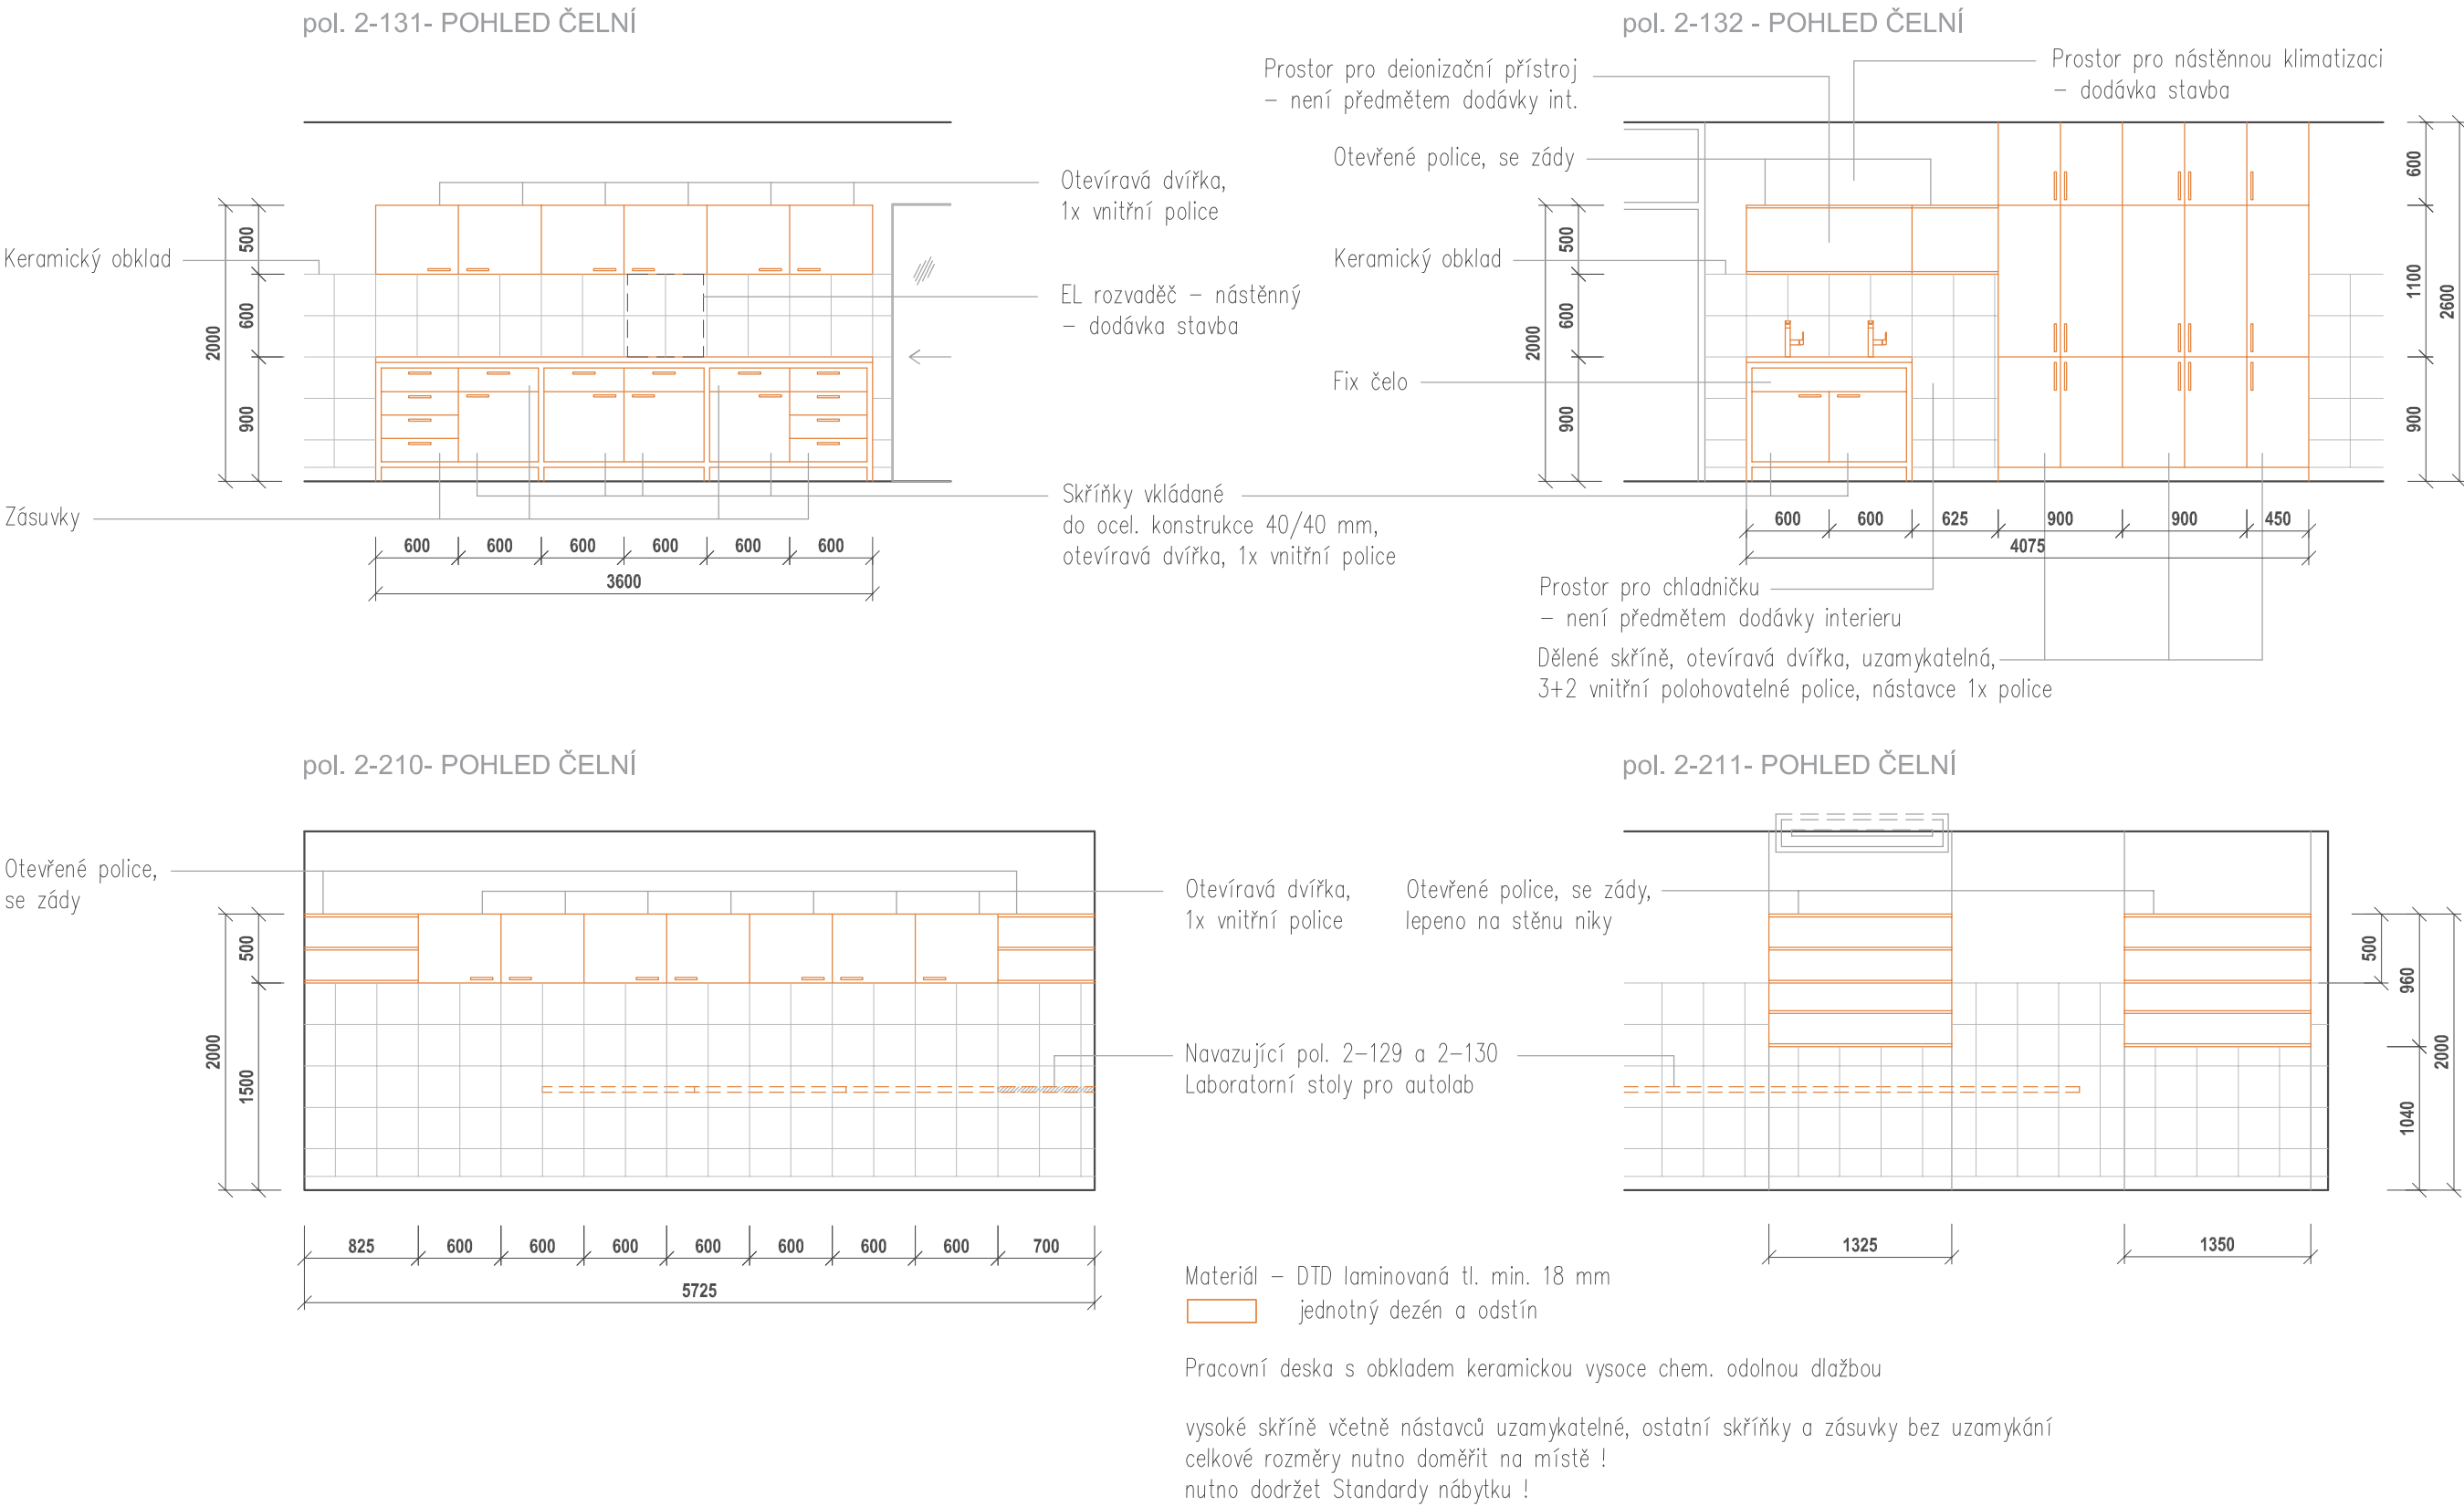 pol. 2-131- POHLED ČELNÍ
Keramický obklad
Zásuvky
2000
500
600
900
600
600
600
600
600
600
3600
Otevíravá dvířka,
1x vnitřní police
EL rozvaděč – nástěnný
– dodávka stavba
Skříňky vkládané
do ocel. konstrukce 40/40 mm,
otevíravá dvířka, 1x vnitřní police
pol. 2-132 - POHLED ČELNÍ
Prostor pro deionizační přístroj
– není předmětem dodávky int.
Prostor pro nástěnnou klimatizaci
– dodávka stavba
Otevřené police, se zády
Keramický obklad
Fix čelo
2000
500
600
900
600
1100
900
2600
600
600
625
900
900
450
4075
Prostor pro chladničku
– není předmětem dodávky interieru
Dělené skříně, otevíravá dvířka, uzamykatelná,
3+2 vnitřní polohovatelné police, nástavce 1x police
pol. 2-210- POHLED ČELNÍ
Otevřené police,
se zády
2000
500
1500
825
600
600
600
600
600
600
600
700
5725
Otevíravá dvířka,
1x vnitřní police
Navazující pol. 2–129 a 2–130
Laboratorní stoly pro autolab
pol. 2-211- POHLED ČELNÍ
Otevřené police, se zády,
lepeno na stěnu niky
500
960
1040
2000
1325
1350
Materiál – DTD laminovaná tl. min. 18 mm
jednotný dezén a odstín
Pracovní deska s obkladem keramickou vysoce chem. odolnou dlažbou
vysoké skříně včetně nástavců uzamykatelné, ostatní skříňky a zásuvky bez uzamykání
celkové rozměry nutno doměřit na místě !
nutno dodržet Standardy nábytku !